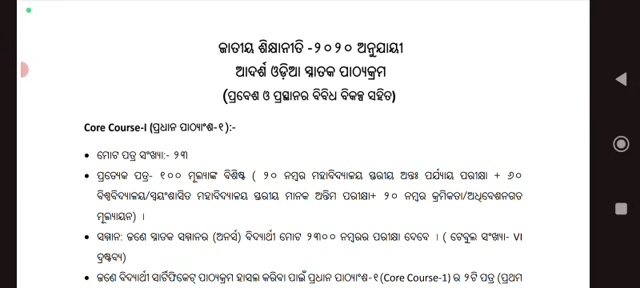 ଜାତୀୟ ଶିକ୍ଷାନୀତି -୨୦୨୦ ଅନୁଯାୟୀ
ଆଦର୍ଶ ଓଡ଼ିଆ ସ୍ନାତକ ପାଠ୍ୟକ୍ରମ
(ପ୍ରବେଶ ଓ ପ୍ରସ୍ଥାନର ବିବିଧ ବିକଳ୍ପ ସହିତ)
Core Course-I (ପ୍ରଧାନ ପାଠ୍ୟାଂଶ-୧):-
• ମୋଟ ପତ୍ର ସଂଖ୍ୟା:- ୨୩
• ପ୍ରତ୍ୟେକ ପତ୍ର- ୧୦୦ ମୂଲ୍ୟାଙ୍କ ବିଶିଷ୍ଟ ( ୨୦ ନମ୍ବର ମହାବିଦ୍ୟାଳୟ ସ୍ତରୀୟ ଅନ୍ତଃ ପର୍ଯ୍ୟାୟ ପରୀକ୍ଷା + ୬୦
ବିଶ୍ୱବିଦ୍ୟାଳୟ/ସ୍ୱୟଂଶାସିତ ମହାବିଦ୍ୟାଳୟ ସ୍ତରୀୟ ମାନକ ଅନ୍ତିମ ପରୀକ୍ଷା+ ୨୦ ନମ୍ବର କ୍ରମିକତା/ଅଧିବେଶନଗତ
ମୂଲ୍ୟାୟନ) ।
• ସମ୍ମାନ: ଜଣେ ସ୍ନାତକ ସମ୍ମାନର (ଅନର୍ସ) ବିଦ୍ୟାର୍ଥୀ ମୋଟ ୨୩୦୦ ନମ୍ବରର ପରୀକ୍ଷା ଦେବେ । ( ଟେବୁଲ ସଂଖ୍ୟା- VI
ଦ୍ରଷ୍ଟବ୍ୟ)
• ଜଣେ ବିଦ୍ୟାର୍ଥୀ ସାର୍ଟିଫିକେଟ୍ ପାଠ୍ୟକ୍ରମ ହାସଲ କରିବା ପାଇଁ ପ୍ରଧାନ ପାଠ୍ୟାଂଶ-୧ (Core Course-1) ର ୨ଟି ପତ୍ର (ପ୍ରଥମ